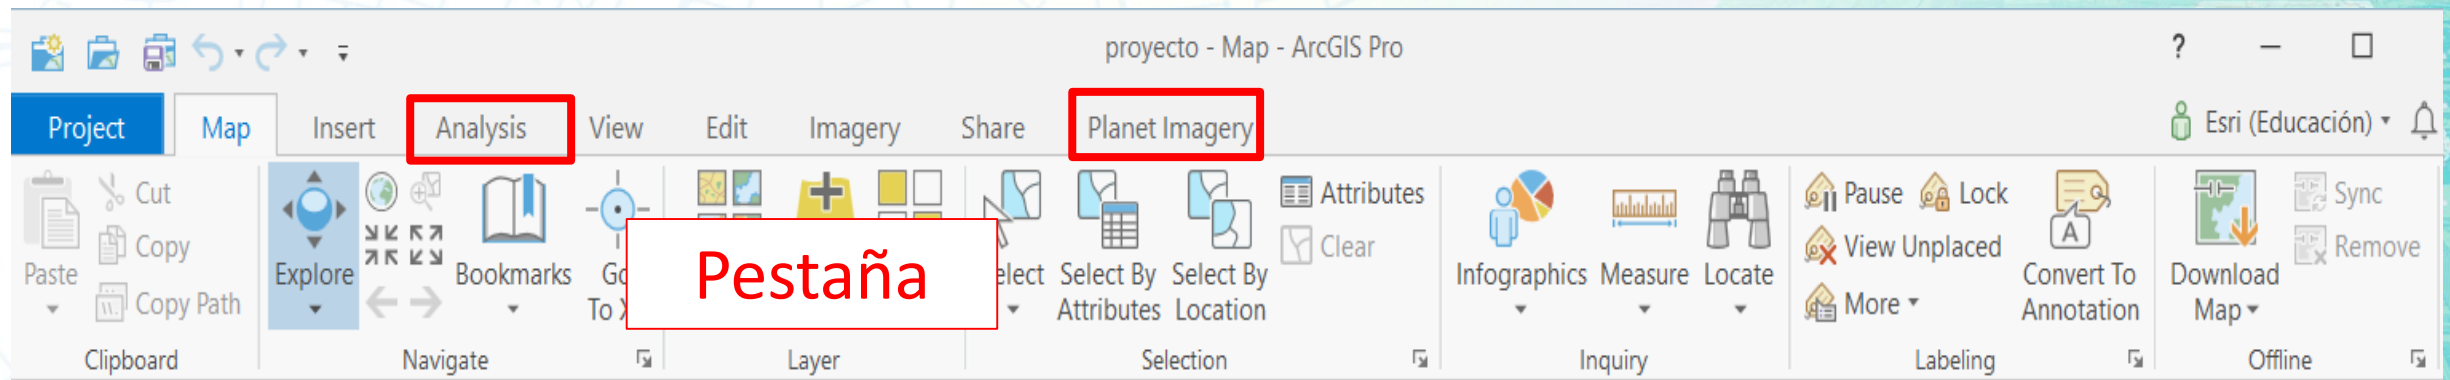 proyecto - Map - ArcGIS Pro
?
Project Map Insert Analysis View Edit Imagery Share Planet Imagery Esri (Educación)
Cut Attributes Pause Lock Sync
Copy Clear View Unplaced Remove
Paste Explore Bookmarks Pestaña Select By Select By Infographics Measure Locate Convert To Download
Copy Path To Attributes Location More Annotation Map
A
Clipboard Navigate Layer Selection Inquiry Labeling Offline